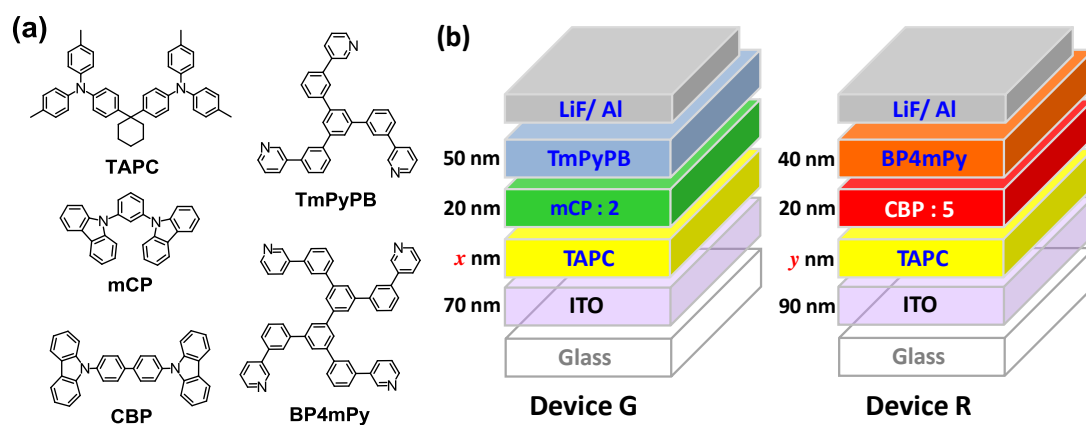 (a)
N
N
TAPC
N
N
N
TmPyPB
N
N
mCP
N
N
N
N
BP4mPy
N
N
CBP
(b)
LiF/ Al
50 nm
TmPyPB
20 nm
mCP : 2
x nm
TAPC
70 nm
ITO
Glass
Device G
LiF/ Al
40 nm
BP4mPy
20 nm
CBP : 5
y nm
TAPC
90 nm
ITO
Glass
Device R